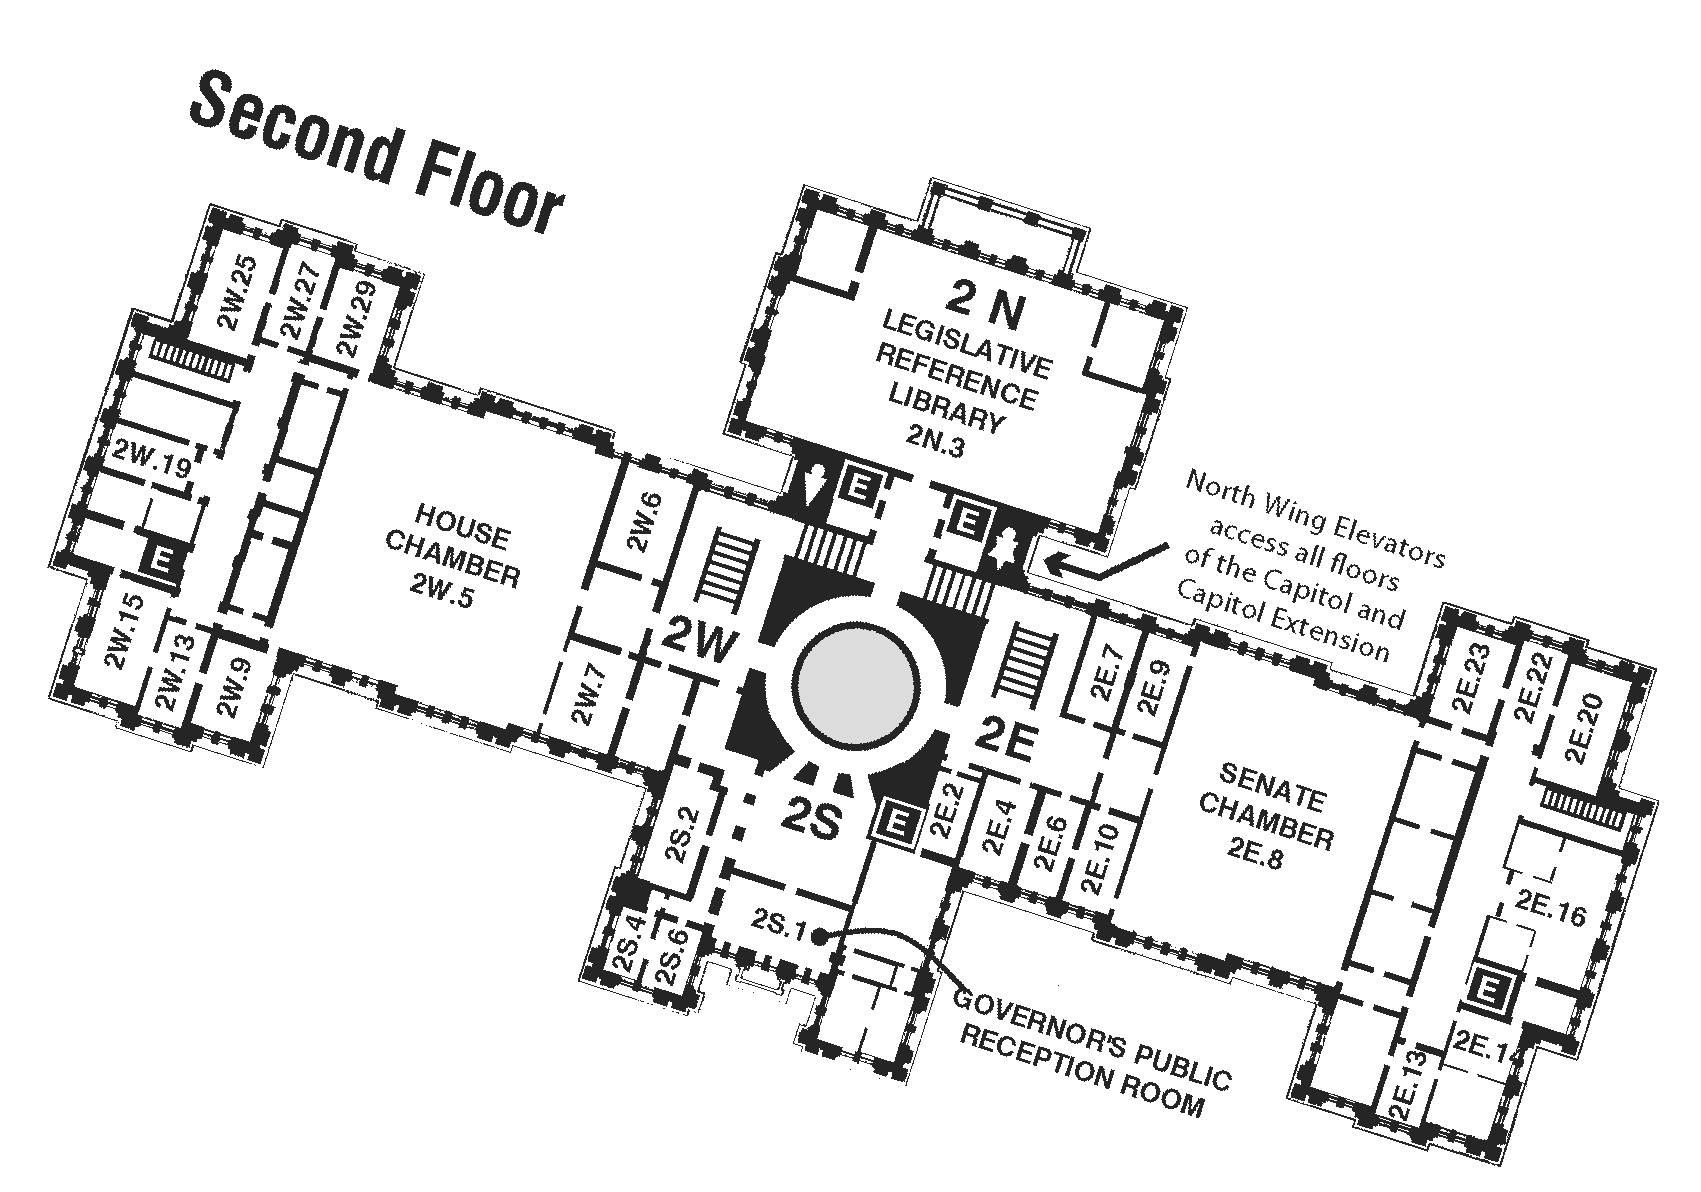 Second Floor
2W.25
2W.27
2W.29
2W.19
E
2W.15
2W.13
2W.9
HOUSE
CHAMBER
2W.5
2W.6
2W.7
2W
2 N
LEGISLATIVE
REFERENCE
LIBRARY
2N.3
E
E
North Wing Elevators
access all floors
of the Capitol and
Capitol Extension
2E
2E.7
2E.9
2S
E
2E.2
2E.4
2E.6
2E.10
2S.2
2S.4
2S.6
2S.1
GOVERNOR'S PUBLIC
RECEPTION ROOM
SENATE
CHAMBER
2E.8
2E.23
2E.22
2E.20
2E.16
E
2E.14
2E.13